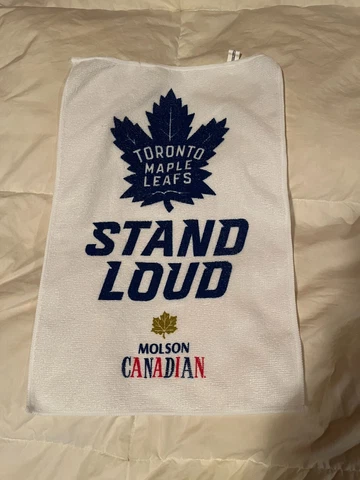 TORONTO
MAPLE
LEAFS
STAND
LOUD
MOLSON
CANADIAN